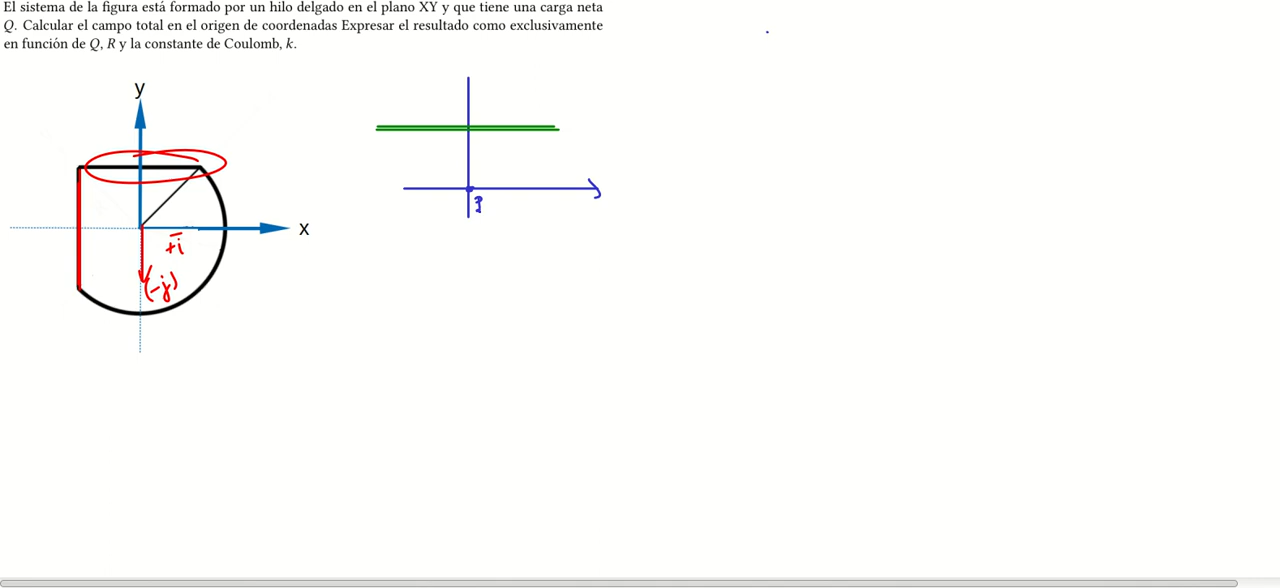 El sistema de la figura está formado por un hilo delgado en el plano XY y que tiene una carga neta
Q. Calcular el campo total en el origen de coordenadas Expresar el resultado como exclusivamente
en función de Q, R y la constante de Coulomb, k.
y
x
+i
(-j)